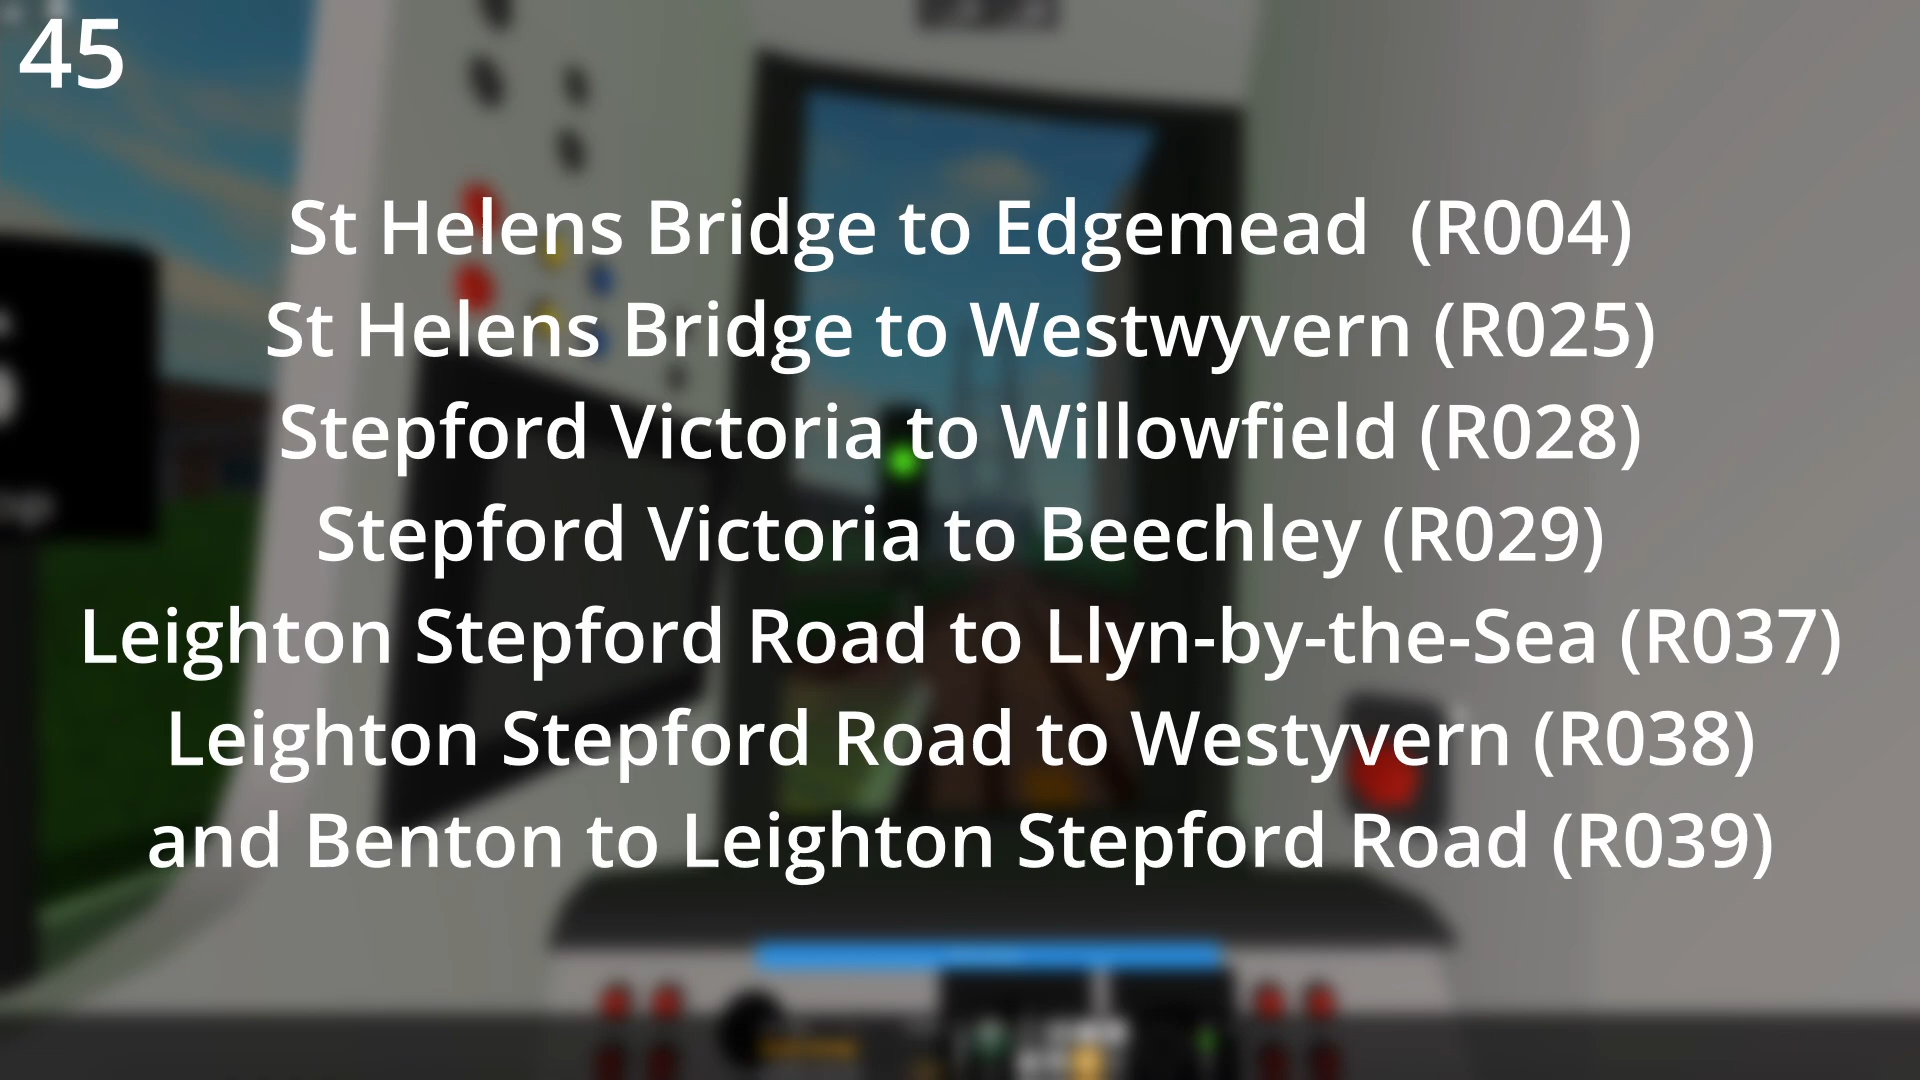 45
St Helens Bridge to Edgemead (R004)
St Helens Bridge to Westwyvern (R025)
Stepford Victoria to Willowfield (R028)
Stepford Victoria to Beechley (R029)
Leighton Stepford Road to Llyn-by-the-Sea (R037)
Leighton Stepford Road to Westyvern (R038)
and Benton to Leighton Stepford Road (R039)